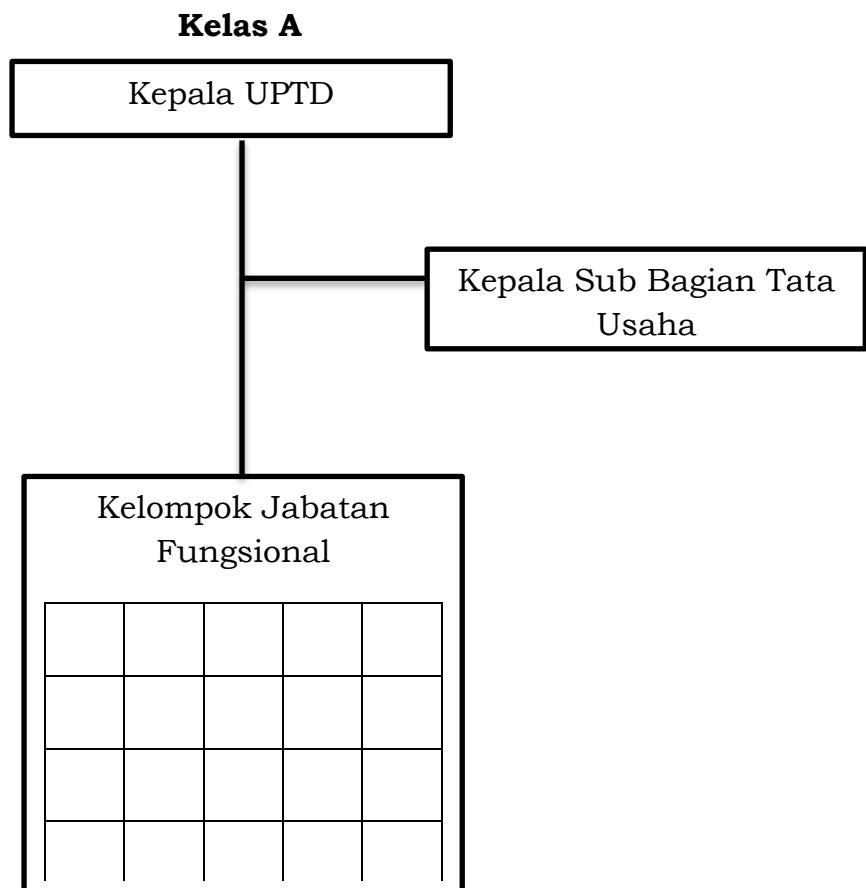 Kelas A
Kepala UPTD
Kepala Sub Bagian Tata
Usaha
Kelompok Jabatan
Fungsional